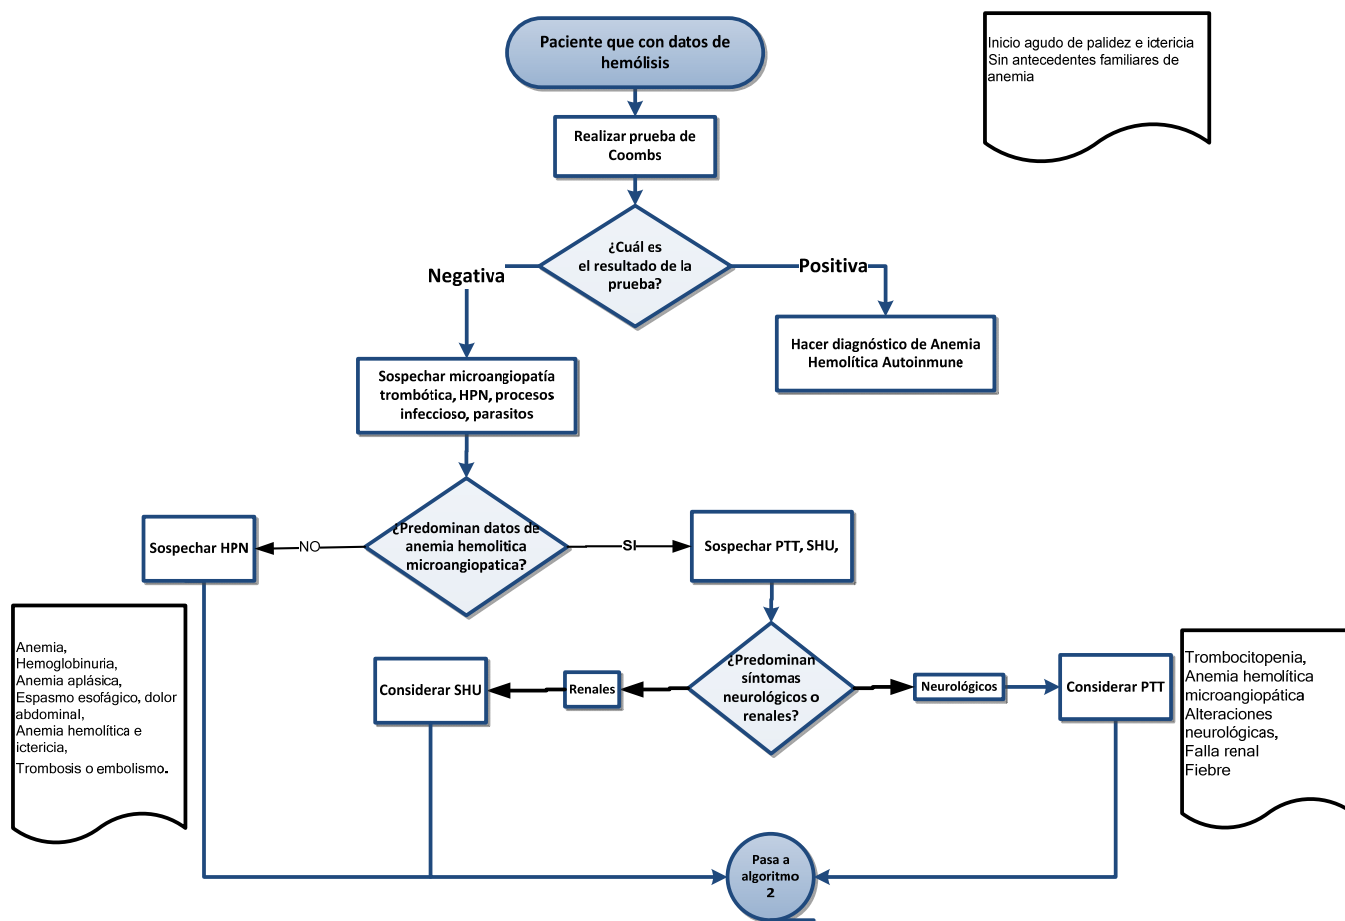 Paciente que con datos de
hemólisis
Inicio agudo de palidez e ictericia
Sin antecedentes familiares de
anemia
Realizar prueba de
Coombs
¿Cuál es
el resultado de la
prueba?
Negativa
Positiva
Hacer diagnóstico de Anemia
Hemolítica Autoinmune
Sospechar microangiopatía
trombótica, HPN, procesos
infeccioso, parasitos
¿Predominan datos de
anemia hemolitica
microangiopatica?
NO
SI
Sospechar HPN
Sospechar PTT, SHU,
Anemia,
Hemoglobinuria,
Anemia aplásica,
Espasmo esofágico, dolor
abdominal,
Anemia hemolítica e
ictericia,
Trombosis o embolismo.
¿Predominan
síntomas
neurológicos o
renales?
Renales
Considerar SHU
Neurológicos
Considerar PTT
Trombocitopenia,
Anemia hemolítica
microangiopática
Alteraciones
neurológicas,
Falla renal
Fiebre
Pasa a
algoritmo
2